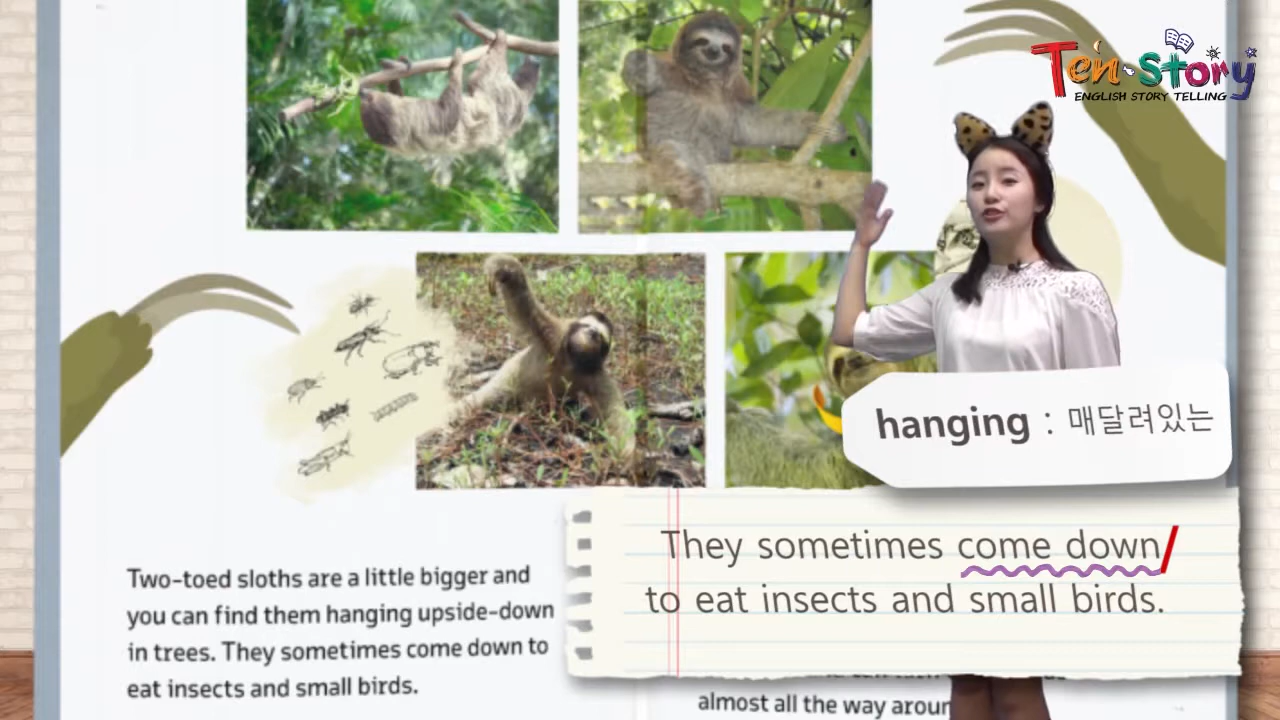 Ten-Story
ENGLISH STORY TELLING
hanging : 매달려있는
They sometimes come down/
to eat insects and small birds.
Two-toed sloths are a little bigger and
you can find them hanging upside-down
in trees. They sometimes come down to
eat insects and small birds.
almost all the way aroun